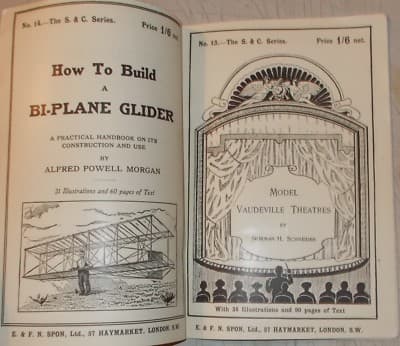 No. 14.—The S. & C. Series.
Price 1/6 net.
How To Build
A
BI-PLANE GLIDER
A PRACTICAL HANDBOOK ON ITS
CONSTRUCTION AND USE
BY
ALFRED POWELL MORGAN
31 Illustrations and 60 pages of Text
E. & F. N. SPON, Ltd., 57 HAYMARKET, LONDON, S.W.
No. 15.—The S. & C. Series.
Price 1/6 net.
MODEL
VAUDEVILLE THEATRES
BY
NORMAN H. SCHNEIDER
With 34 Illustrations and 90 pages of Text
E. & F. N. SPON, Ltd., 57 HAYMARKET, LONDON, S.W.